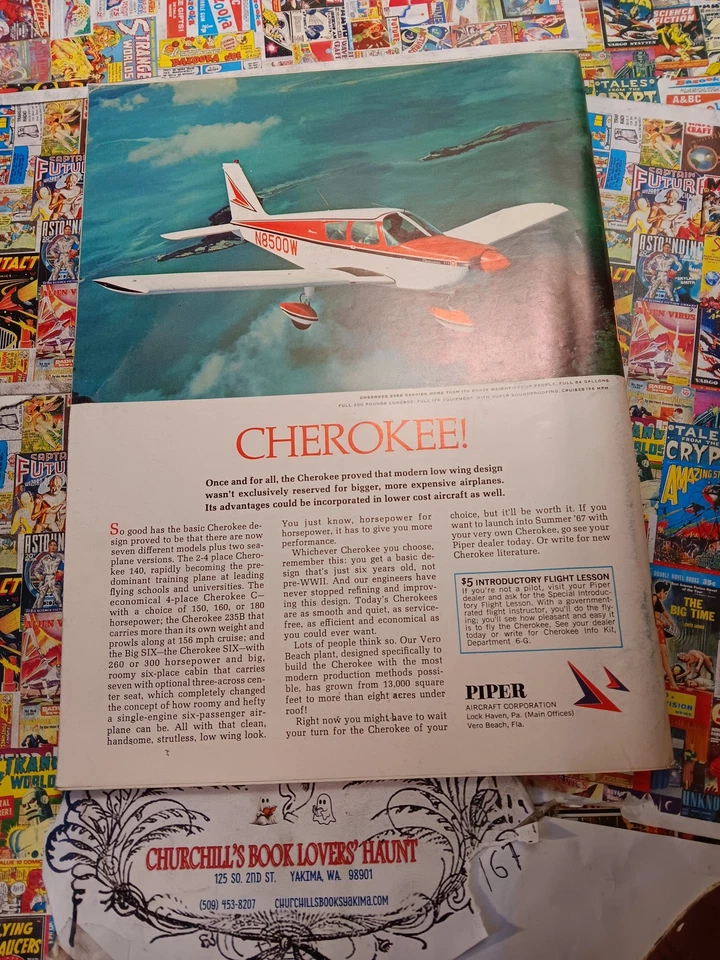 N8500W
CHEROKEE!
Once and for all, the Cherokee proved that modern low wing design
wasn't exclusively reserved for bigger, more expensive airplanes.
Its advantages could be incorporated in lower cost aircraft as well.
So good has the basic Cherokee de-
sign proved to be that there are now
seven different models plus two sea-
plane versions. The 2-4 place Chero-
kee 140, rapidly becoming the pre-
dominant training plane at leading
flying schools and universities. The
economical 4-place Cherokee C—
with a choice of 150, 160, or 180
horsepower; the Cherokee 235B that
carries more than its own weight and
prowls along at 156 mph cruise; and
the Big SIX—the Cherokee SIX—with
260 or 300 horsepower and big,
roomy six-place cabin that carries
seven with optional three-across cen-
ter seat, which completely changed
the concept of how roomy and hefty
a single-engine six-passenger air-
plane can be. All with that clean,
handsome, strutless, low wing look.
You just know, horsepower for
horsepower, it has to give you more
performance.
Whichever Cherokee you choose,
remember this: you get a basic de-
sign that's just six years old, not
pre-WWII. And our engineers have
never stopped refining and improv-
ing this design. Today's Cherokees
are as smooth and quiet, as service-
free, as efficient and economical as
you could ever want.
Lots of people think so. Our Vero
Beach plant, designed specifically to
build the Cherokee with the most
modern production methods possi-
ble, has grown from 13,000 square
feet to more than eight acres under
roof!
Right now you might have to wait
your turn for the Cherokee of your
choice, but it'll be worth it. If you
want to launch into Summer '67 with
your very own Cherokee, go see your
Piper dealer today. Or write for new
Cherokee literature.
$5 INTRODUCTORY FLIGHT LESSON
If you're not a pilot, visit your Piper
dealer and ask for the Special Introduc-
tory Flight Lesson. With a government-
rated flight instructor, you'll do the fly-
ing; you'll see how pleasant and easy it
is to fly the Cherokee. See your dealer
today or write for Cherokee Info Kit,
Department 6-G.
PIPER
AIRCRAFT CORPORATION
Lock Haven, Pa. (Main Offices)
Vero Beach, Fla.
CHURCHILL'S BOOK LOVERS' HAUNT
125 SO. 2ND ST. YAKIMA, WA. 98901
(509) 453-8207 CHURCHILLSBOOKSYAKIMA.COM
167
STRANGE
WORLDS
SCIENCE
FICTION
TALES
FROM THE
CRYPT
A&BC
CAPTAIN
FUTURE
ASTOUNDING
ALIEN VIRUS
AMAZING
THE
BIG TIME